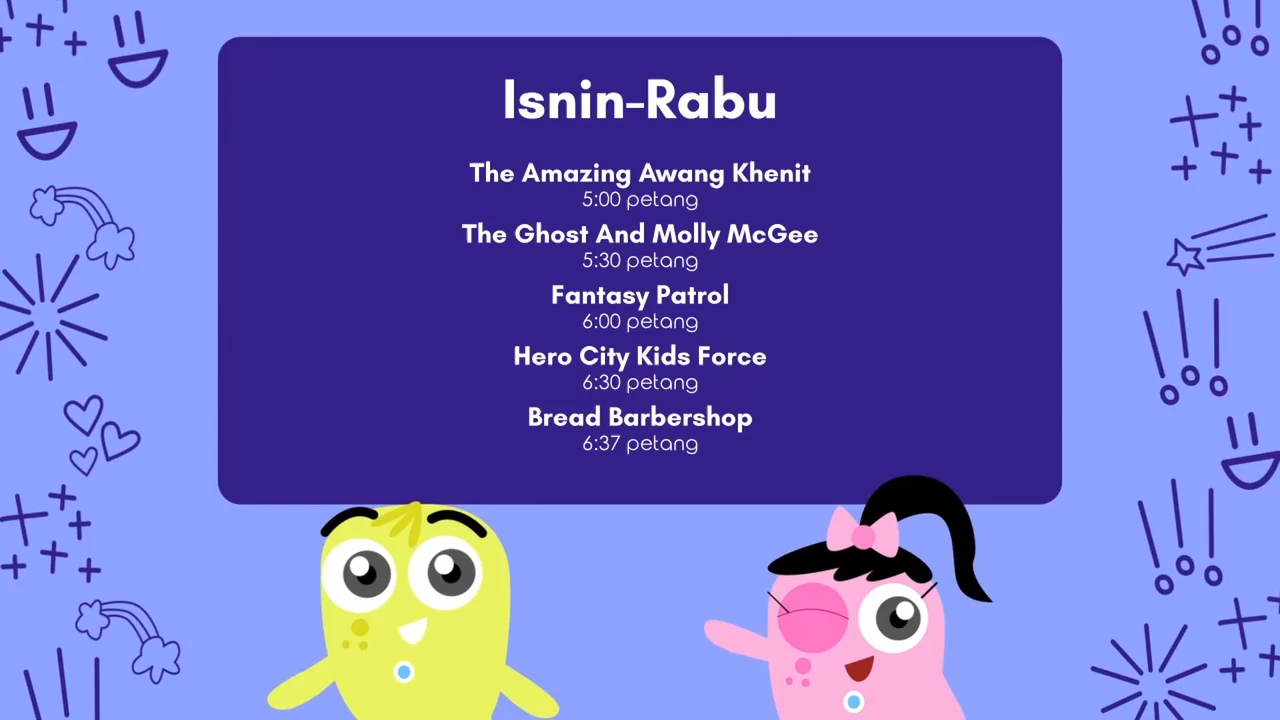 Isnin-Rabu
The Amazing Awang Khenit
5:00 petang
The Ghost And Molly McGee
5:30 petang
Fantasy Patrol
6:00 petang
Hero City Kids Force
6:30 petang
Bread Barbershop
6:37 petang